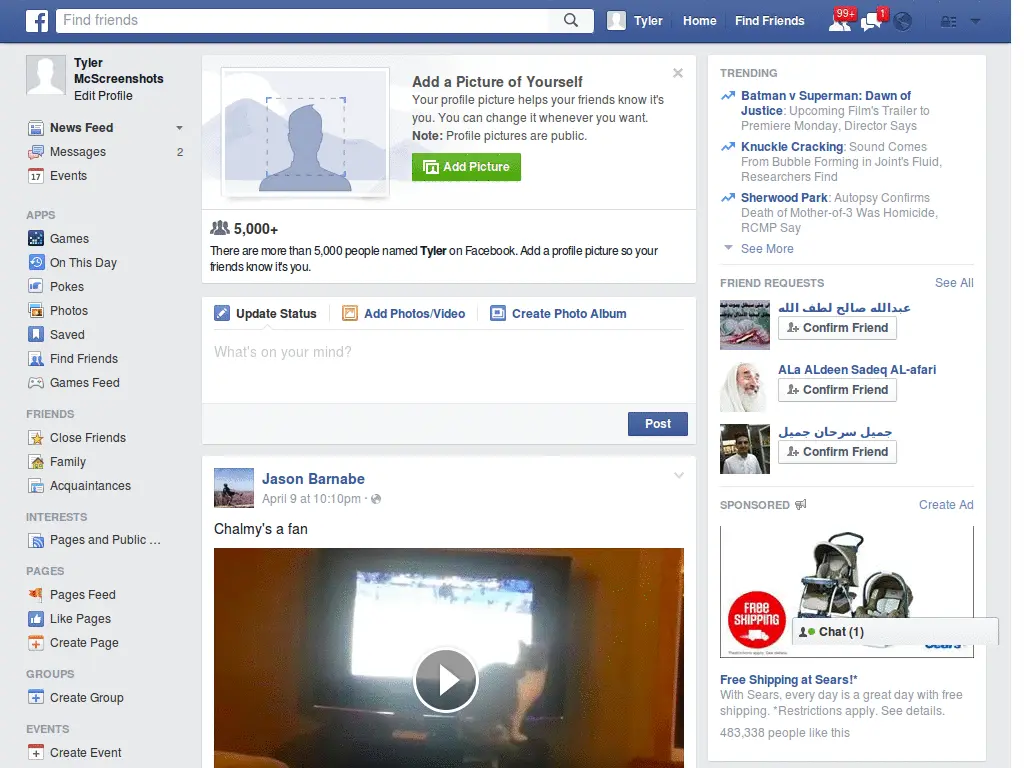 f
Find friends
Tyler
Home
Find Friends
99+
1
Tyler
McScreenshots
Edit Profile
News Feed
Messages
2
17
Events
APPS
Games
On This Day
Pokes
Photos
Saved
Find Friends
Games Feed
FRIENDS
Close Friends
Family
Acquaintances
INTERESTS
Pages and Public ...
PAGES
Pages Feed
Like Pages
Create Page
GROUPS
Create Group
EVENTS
Create Event
Add a Picture of Yourself
Your profile picture helps your friends know it's
you. You can change it whenever you want.
Note: Profile pictures are public.
Add Picture
5,000+
There are more than 5,000 people named Tyler on Facebook. Add a profile picture so your
friends know it's you.
Update Status
Add Photos/Video
Create Photo Album
What's on your mind?
Post
Jason Barnabe
April 9 at 10:10pm ·
Chalmy's a fan
TRENDING
Batman v Superman: Dawn of
Justice: Upcoming Film's Trailer to
Premiere Monday, Director Says
Knuckle Cracking: Sound Comes
From Bubble Forming in Joint's Fluid,
Researchers Find
Sherwood Park: Autopsy Confirms
Death of Mother-of-3 Was Homicide,
RCMP Say
See More
FRIEND REQUESTS
See All
عبدالله صالح لطف الله
Confirm Friend
ALa ALdeen Sadeq AL-afari
Confirm Friend
جميل سرحان جميل
Confirm Friend
SPONSORED
Create Ad
FREE
SHIPPING
Chat (1)
Sears
Restrictions apply. See details.
Free Shipping at Sears!*
With Sears, every day is a great day with free
shipping. *Restrictions apply. See details.
483,338 people like this